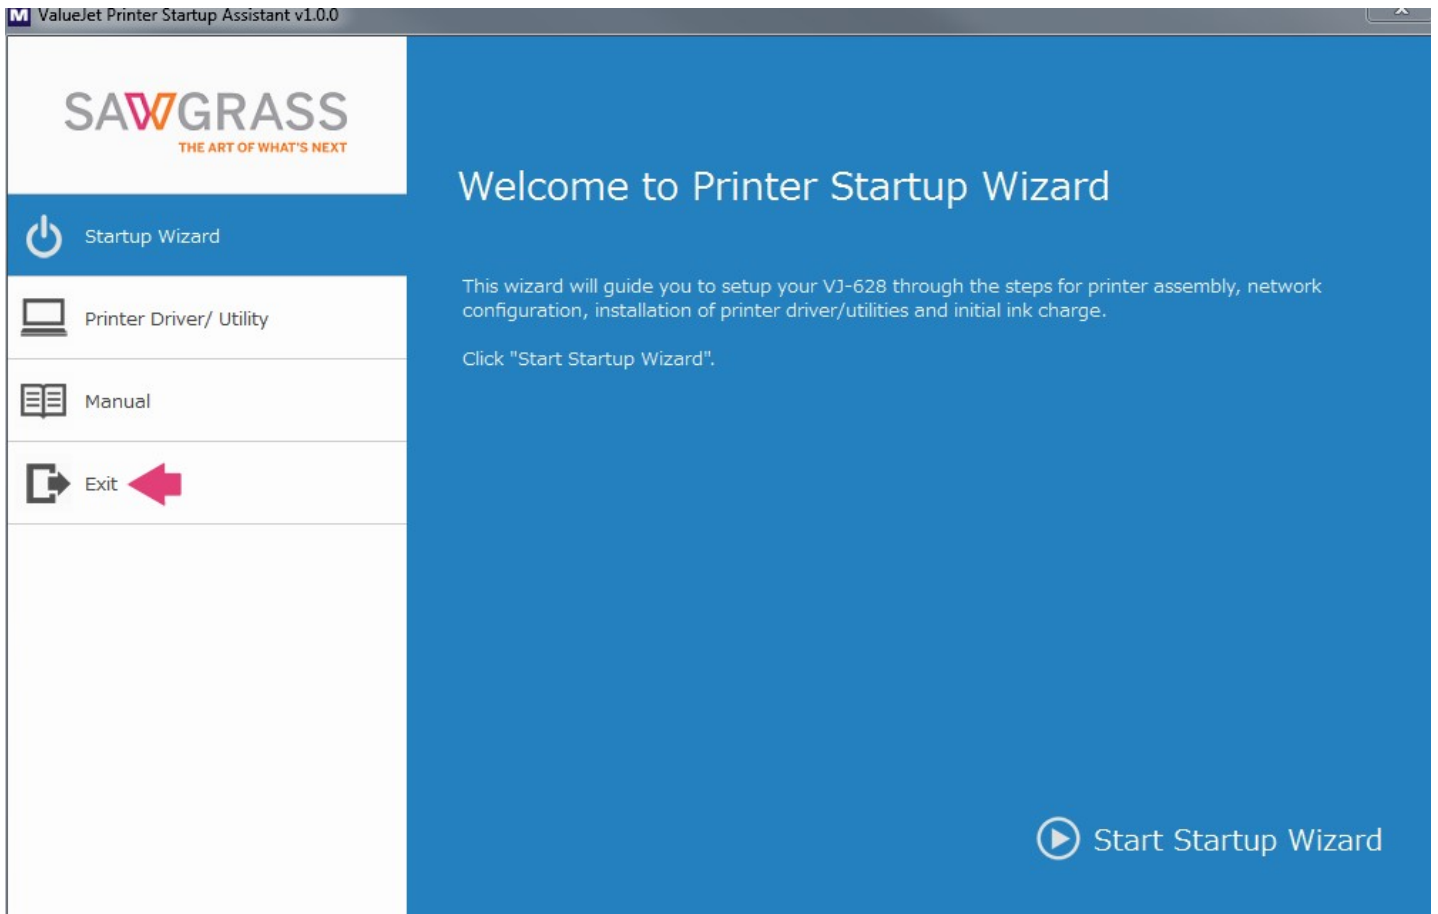 ValueJet Printer Startup Assistant v1.0.0
SAWGRASS
THE ART OF WHAT'S NEXT
Startup Wizard
Printer Driver/ Utility
Manual
Exit
Welcome to Printer Startup Wizard
This wizard will guide you to setup your VJ-628 through the steps for printer assembly, network
configuration, installation of printer driver/utilities and initial ink charge.
Click "Start Startup Wizard".
Start Startup Wizard